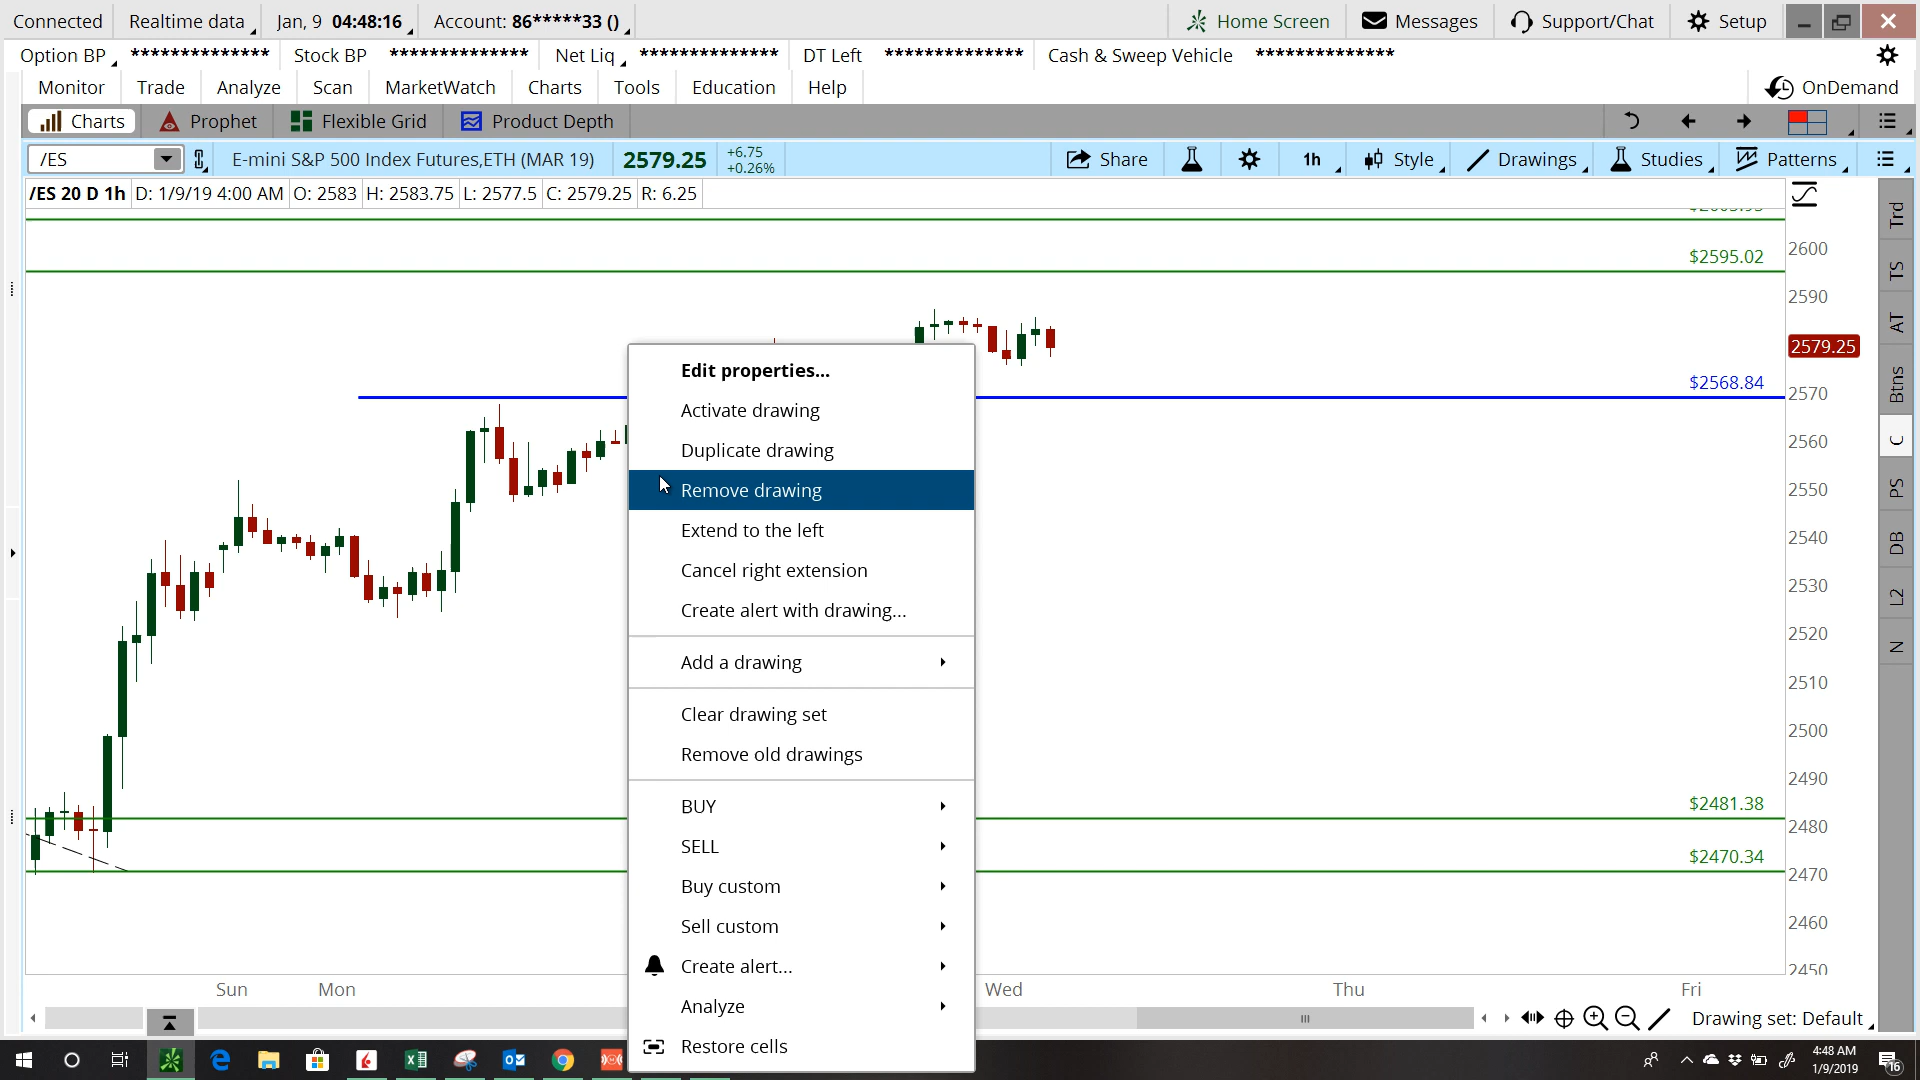 Connected Realtime data Jan, 9 04:48:16 Account: 86*****33 () Home Screen Messages Support/Chat Setup
Option BP ************** Stock BP ************** Net Liq ************** DT Left ************** Cash & Sweep Vehicle **************
Monitor Trade Analyze Scan MarketWatch Charts Tools Education Help OnDemand
Charts Prophet Flexible Grid Product Depth
/ES E-mini S&P 500 Index Futures,ETH (MAR 19) 2579.25 +6.75 +0.26% Share 1h Style Drawings Studies Patterns
/ES 20 D 1h D: 1/9/19 4:00 AM O: 2583 H: 2583.75 L: 2577.5 C: 2579.25 R: 6.25
2600
$2595.02
2590
2579.25
$2568.84
2570
2560
2550
2540
2530
2520
2510
2500
2490
$2481.38
2480
$2470.34
2470
2460
2450
Edit properties...
Activate drawing
Duplicate drawing
Remove drawing
Extend to the left
Cancel right extension
Create alert with drawing...
Add a drawing
Clear drawing set
Remove old drawings
BUY
SELL
Buy custom
Sell custom
Create alert...
Analyze
Restore cells
Trd
TS
AT
Btns
C
PS
DB
L2
N
Sun Mon Wed Thu Fri
Drawing set: Default
4:48 AM
1/9/2019
16